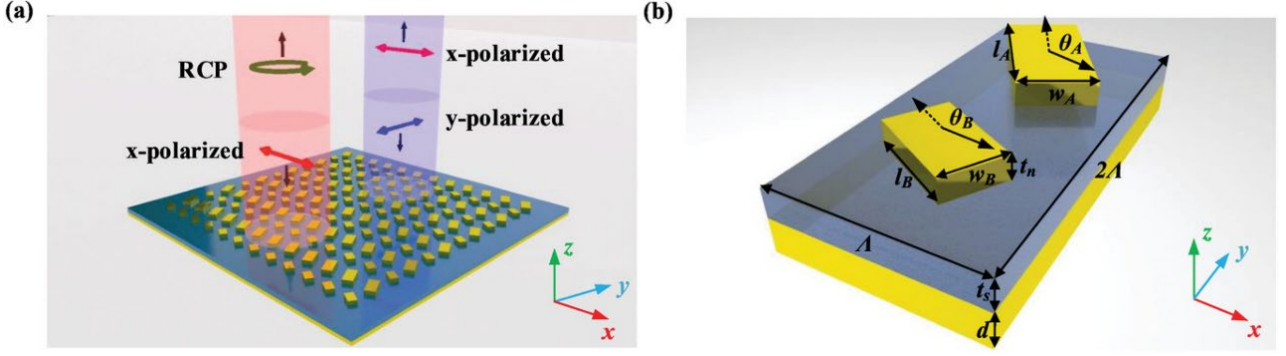 (a)
RCP
x-polarized
x-polarized
y-polarized
z
y
x
(b)
l_A
θ_A
w_A
θ_B
l_B
w_B
t_n
2Λ
Λ
t_s
d
z
y
x